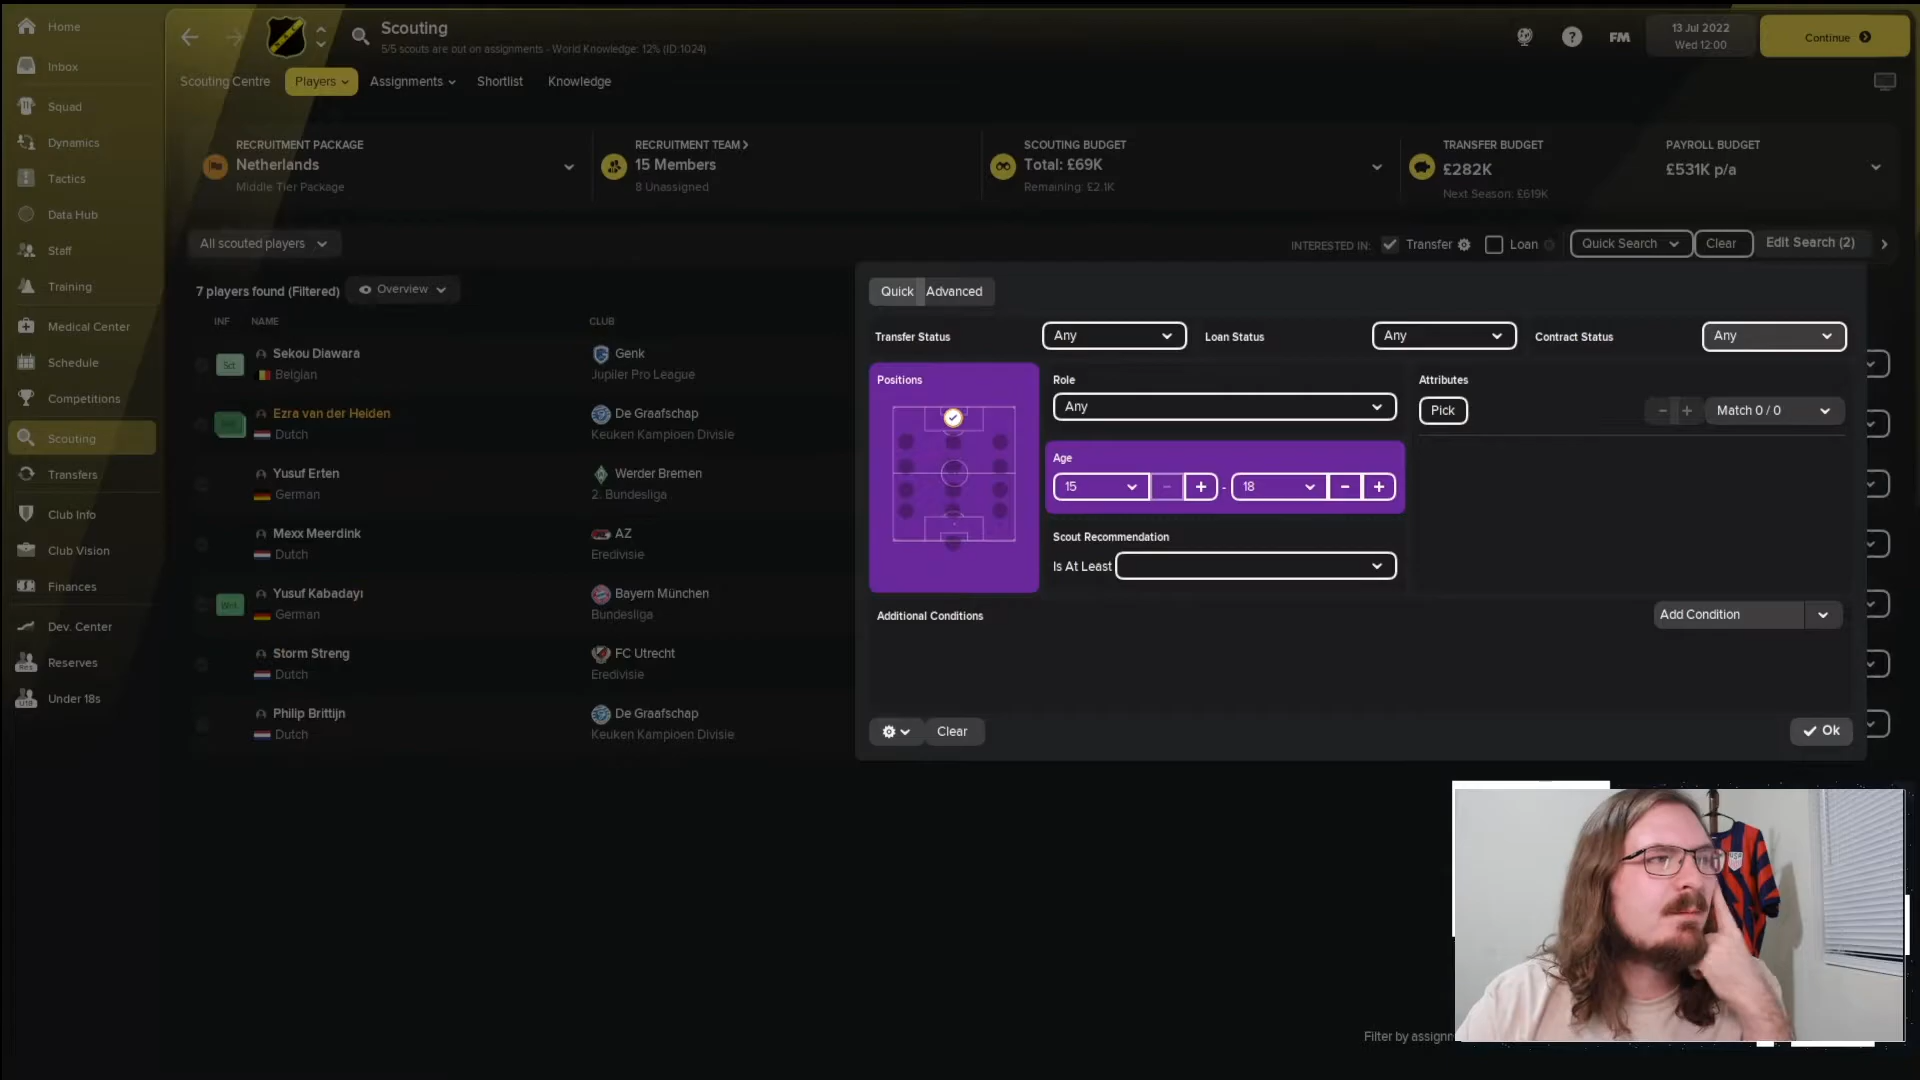 Home
Inbox
Squad
Dynamics
Tactics
Data Hub
Staff
Training
Medical Center
Schedule
Competitions
Scouting
Transfers
Club Info
Club Vision
Finances
Dev. Center
Reserves
Under 18s
Scouting
5/5 scouts are out on assignments - World Knowledge: 12% (ID:1024)
FM
13 Jul 2022
Wed 12:00
Continue
Scouting Centre Players Assignments Shortlist Knowledge
RECRUITMENT PACKAGE
Netherlands
Middle Tier Package
RECRUITMENT TEAM
15 Members
8 Unassigned
SCOUTING BUDGET
Total: £69K
Remaining: £2.1K
TRANSFER BUDGET
£282K
Next Season: £619K
PAYROLL BUDGET
£531K p/a
All scouted players
INTERESTED IN: Transfer Loan Quick Search Clear Edit Search (2)
7 players found (Filtered) Overview
INF NAME CLUB
Sct Sekou Diawara Genk
Belgian Jupiler Pro League
Ezra van der Heiden De Graafschap
Dutch Keuken Kampioen Divisie
Yusuf Erten Werder Bremen
German 2. Bundesliga
Mexx Meerdink AZ
Dutch Eredivisie
Wnt Yusuf Kabadayı Bayern München
German Bundesliga
Storm Streng FC Utrecht
Dutch Eredivisie
Philip Brittijn De Graafschap
Dutch Keuken Kampioen Divisie
Quick Advanced
Transfer Status Any Loan Status Any Contract Status Any
Positions
Role
Any
Age
15 - + - 18 - +
Scout Recommendation
Is At Least
Attributes
Pick - + Match 0 / 0
Additional Conditions Add Condition
Clear Ok
Filter by